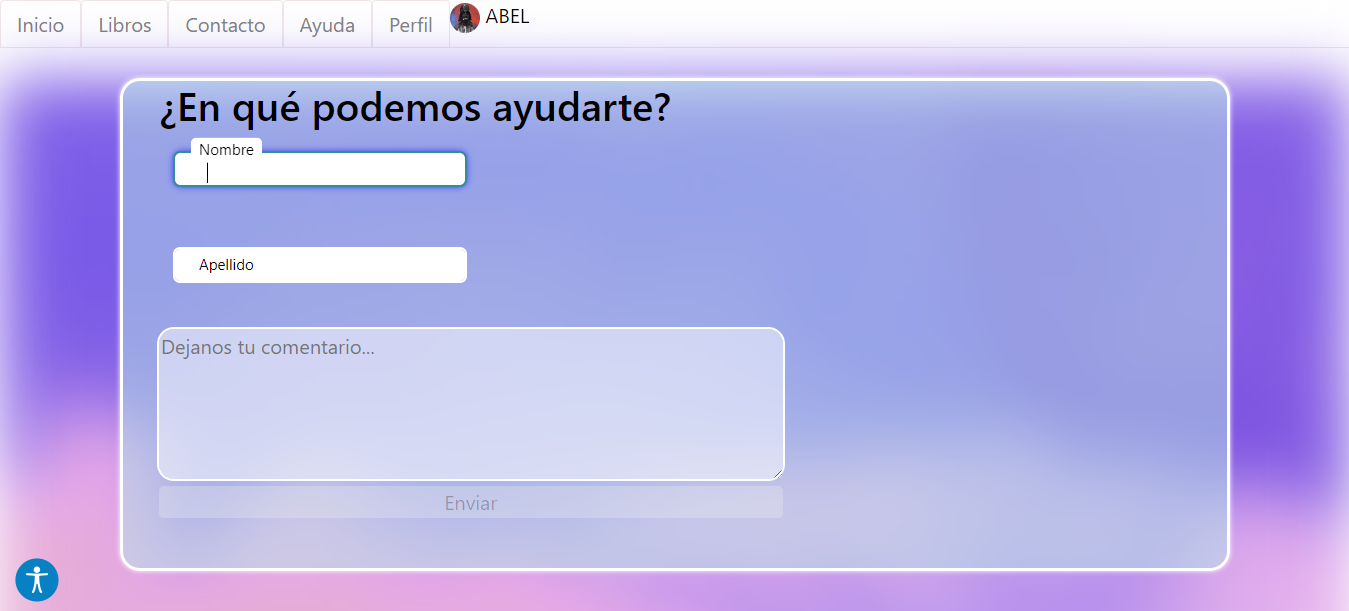 Inicio Libros Contacto Ayuda Perfil ABEL
¿En qué podemos ayudarte?
Nombre
Apellido
Dejanos tu comentario...
Enviar